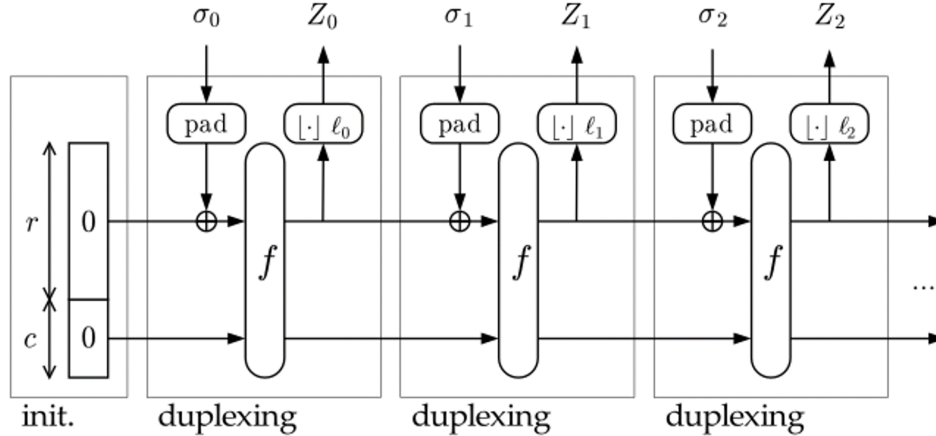 σ₀ Z₀ σ₁ Z₁ σ₂ Z₂
pad ⌊·⌋ ℓ₀ pad ⌊·⌋ ℓ₁ pad ⌊·⌋ ℓ₂
r 0
f f f
...
c 0
init. duplexing duplexing duplexing